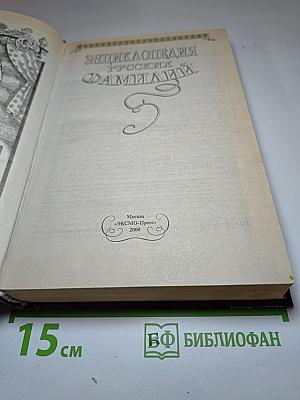 ЭНЦИКЛОПЕДИЯ
РУССКИХ
ФАМИЛИЙ
Москва
«ЭКСМО-Пресс»
2000
15 см
БФ БИБЛИОФАН